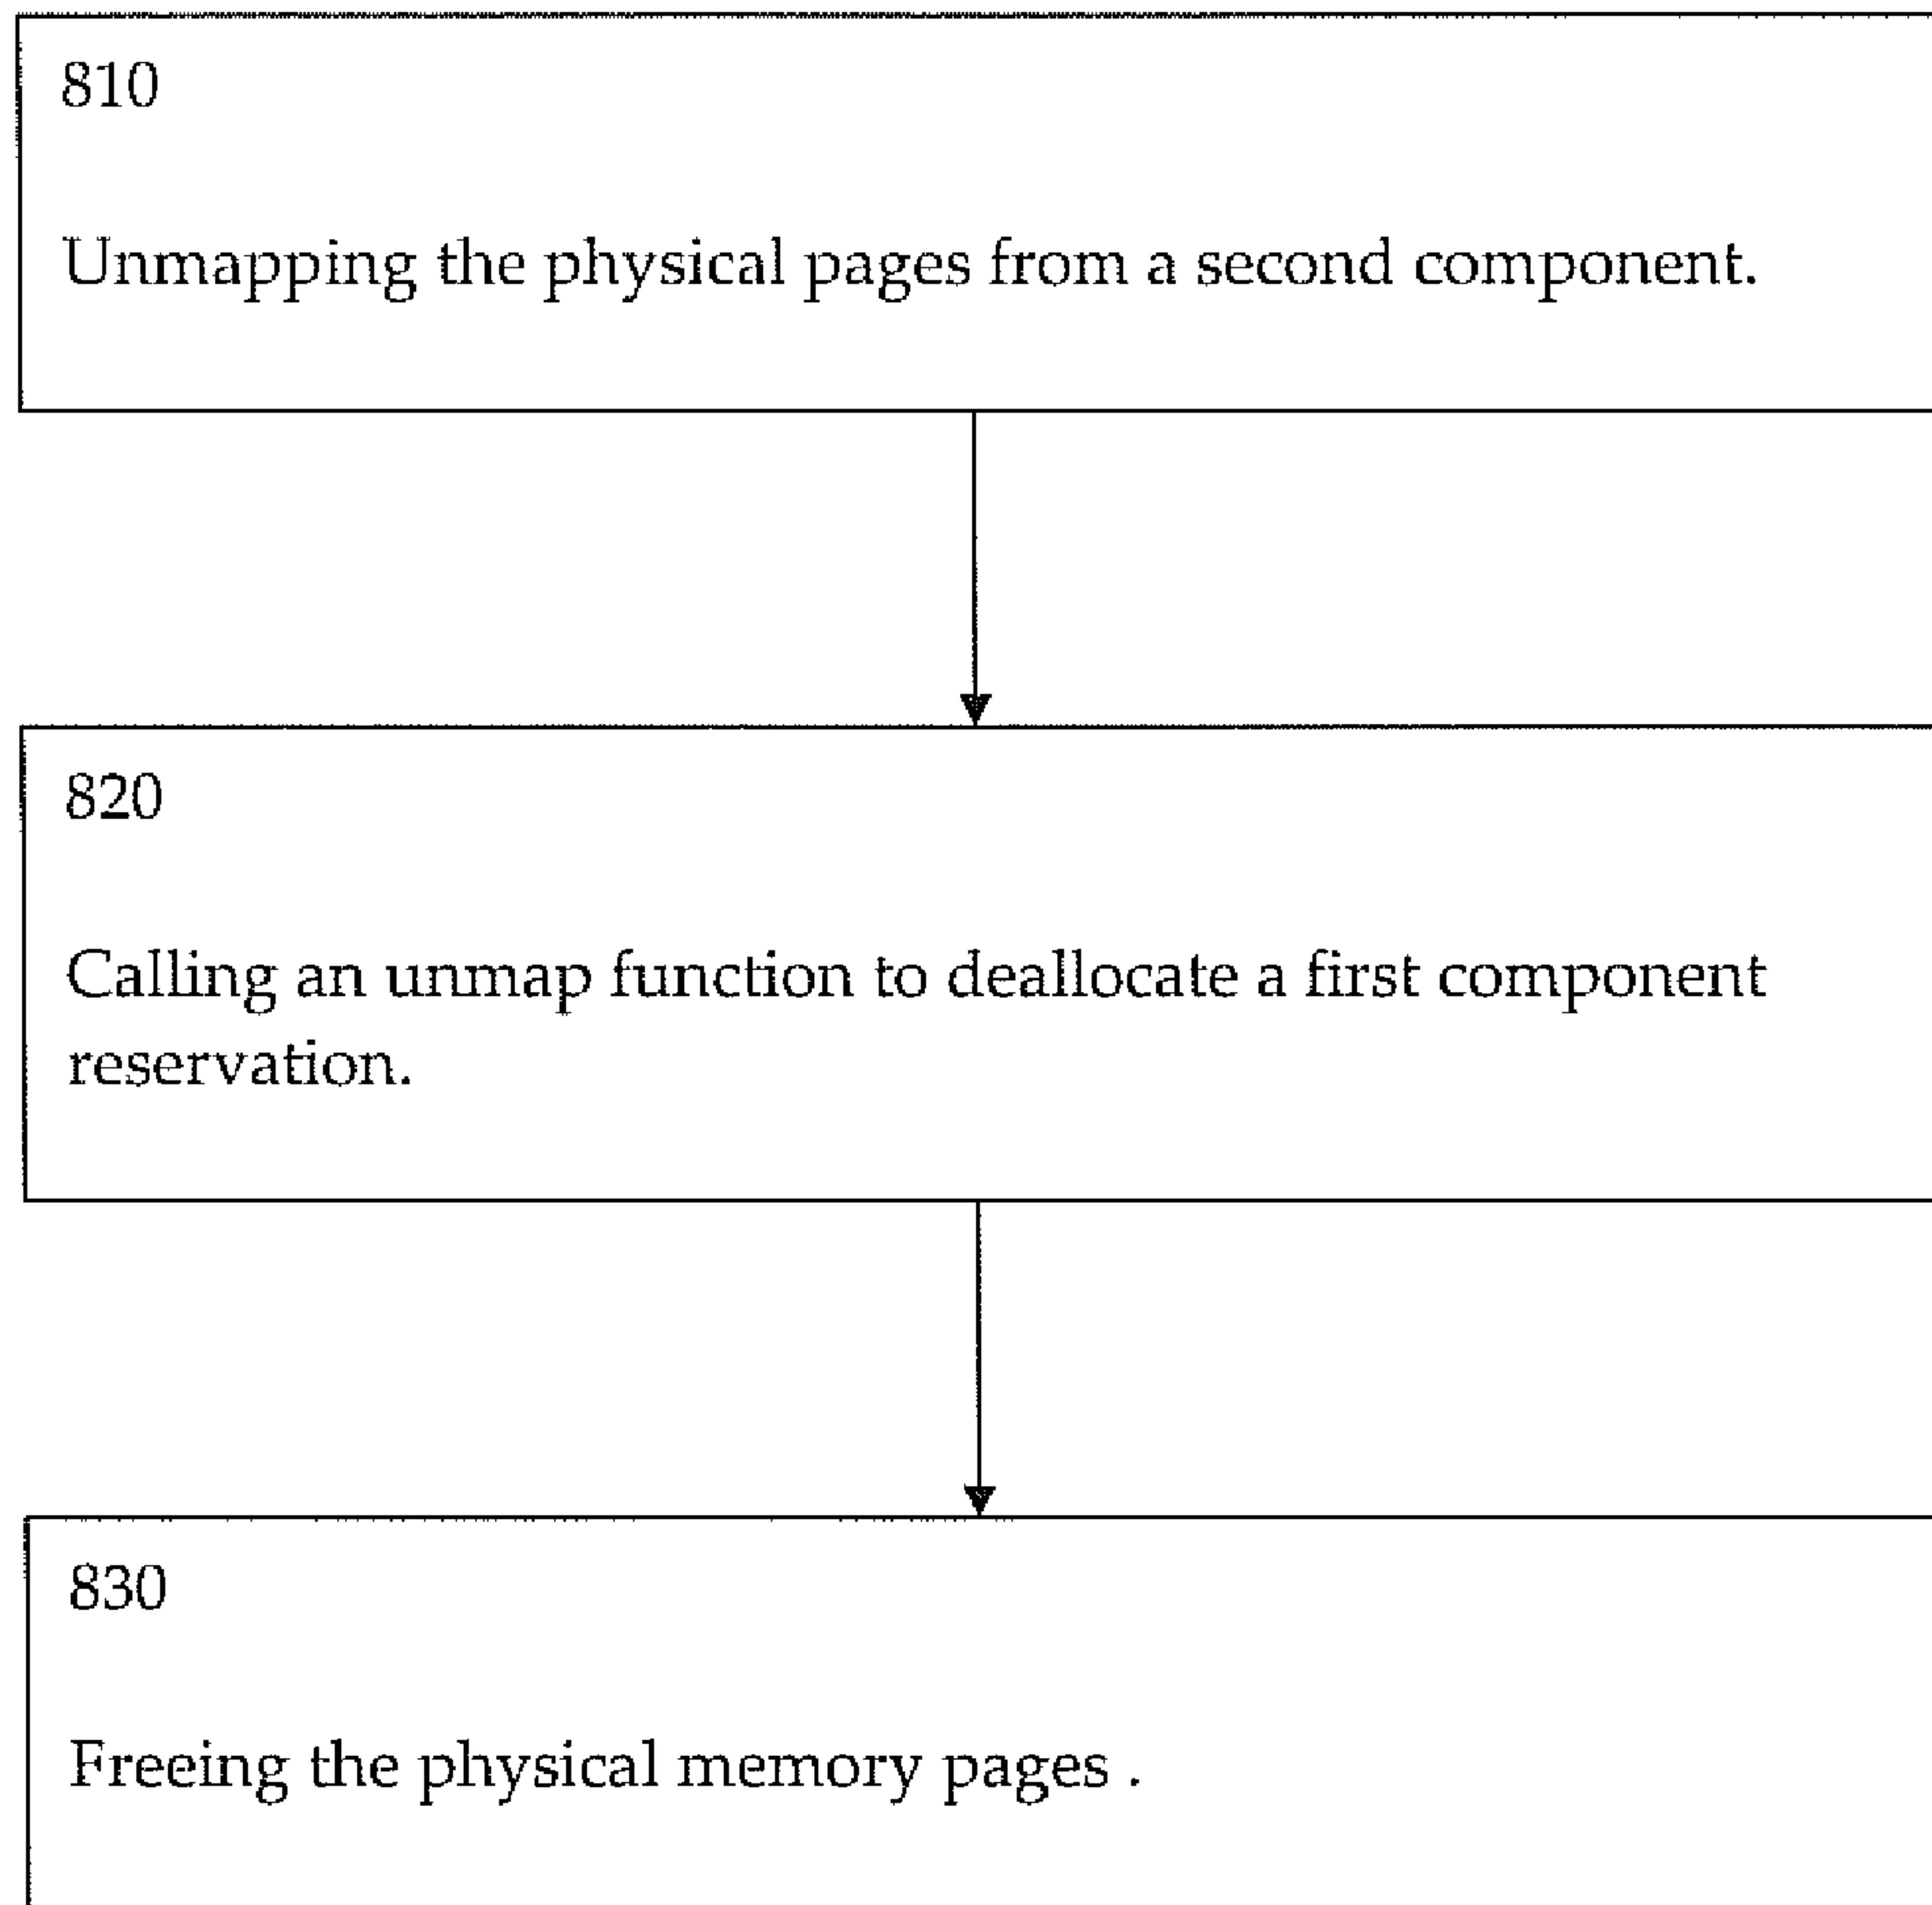 810
Unmapping the physical pages from a second component.
820
Calling an unmap function to deallocate a first component
reservation.
830
Freeing the physical memory pages .